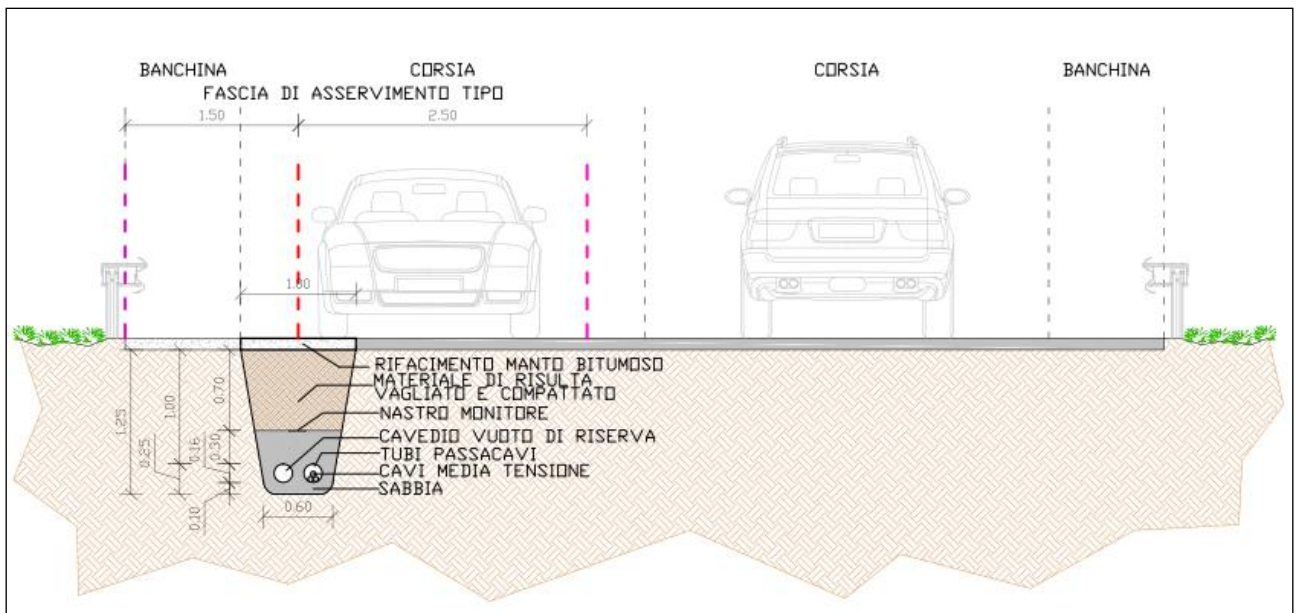 BANCHINA CORSIA CORSIA BANCHINA
FASCIA DI ASSERVIMENTO TIPO
1.50 2.50
1.00
RIFACIMENTO MANTO BITUMOSO
MATERIALE DI RISULTA
VAGLIATO E COMPATTATO
NASTRO MONITORE
CAVEDIO VUOTO DI RISERVA
TUBI PASSACAVI
CAVI MEDIA TENSIONE
SABBIA
1.25
0.25
1.00
0.16
0.30
0.70
0.10
0.60